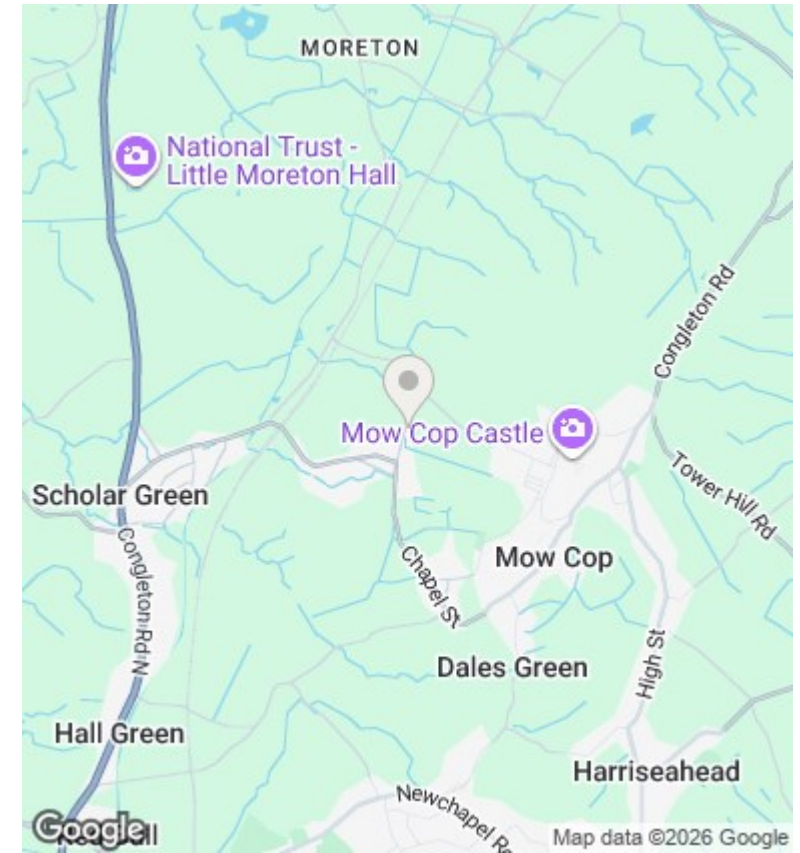 MORETON
National Trust -
Little Moreton Hall
Congleton Rd
Mow Cop Castle
Scholar Green
Tower Hill Rd
Congleton Rd N
Mow Cop
Chapel St
Dales Green
High St
Hall Green
Harriseahead
Newchapel
Google
Map data ©2026 Google